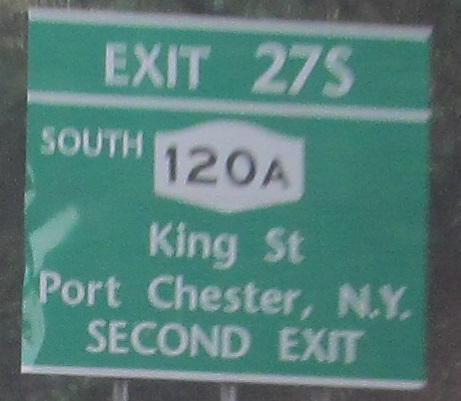 EXIT 27S
SOUTH 120A
King St
Port Chester, N.Y.
SECOND EXIT